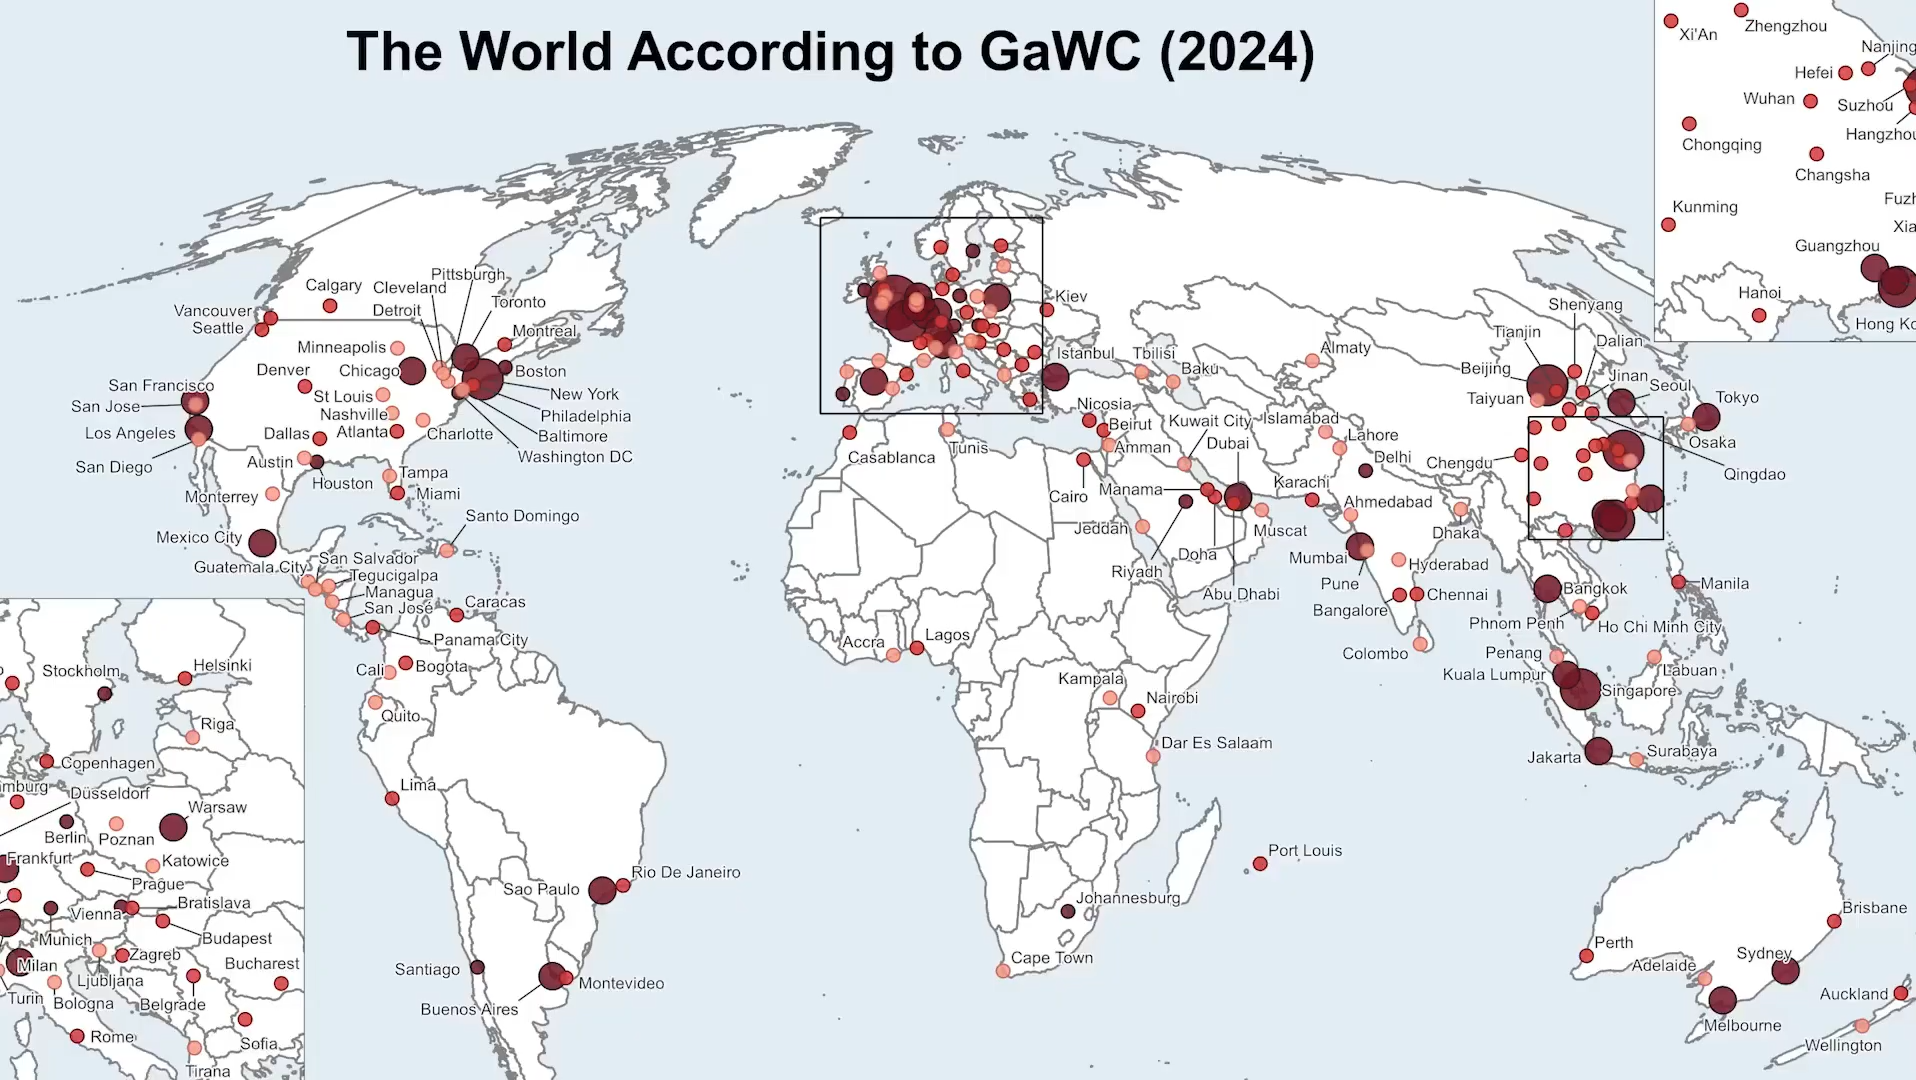 The World According to GaWC (2024)
Xi'An
Zhengzhou
Nanjing
Hefei
Wuhan
Suzhou
Hangzhou
Chongqing
Changsha
Kunming
Guangzhou
Hanoi
Pittsburgh
Calgary
Cleveland
Vancouver
Detroit
Toronto
Seattle
Montreal
Minneapolis
Denver
Chicago
Boston
San Francisco
St Louis
New York
San Jose
Nashville
Philadelphia
Los Angeles
Dallas
Atlanta
Charlotte
Baltimore
San Diego
Austin
Washington DC
Houston
Tampa
Monterrey
Miami
Mexico City
Santo Domingo
Guatemala City
San Salvador
Tegucigalpa
Managua
San José
Caracas
Panama City
Cali
Bogota
Quito
Lima
Sao Paulo
Rio De Janeiro
Santiago
Buenos Aires
Montevideo
Kiev
Istanbul
Tbilisi
Baku
Almaty
Nicosia
Beirut
Kuwait City
Islamabad
Casablanca
Tunis
Amman
Dubai
Lahore
Delhi
Cairo
Manama
Karachi
Ahmedabad
Jeddah
Muscat
Dhaka
Doha
Mumbai
Hyderabad
Riyadh
Pune
Abu Dhabi
Bangalore
Chennai
Colombo
Accra
Lagos
Kampala
Nairobi
Dar Es Salaam
Port Louis
Johannesburg
Cape Town
Shenyang
Tianjin
Dalian
Beijing
Jinan
Seoul
Taiyuan
Tokyo
Osaka
Chengdu
Qingdao
Bangkok
Manila
Phnom Penh
Ho Chi Minh City
Penang
Labuan
Kuala Lumpur
Singapore
Jakarta
Surabaya
Brisbane
Perth
Adelaide
Sydney
Auckland
Melbourne
Wellington
Stockholm
Helsinki
Riga
Copenhagen
Düsseldorf
Warsaw
Berlin
Poznan
Frankfurt
Katowice
Prague
Vienna
Bratislava
Munich
Budapest
Milan
Zagreb
Bucharest
Ljubljana
Turin
Bologna
Belgrade
Rome
Sofia
Tirana